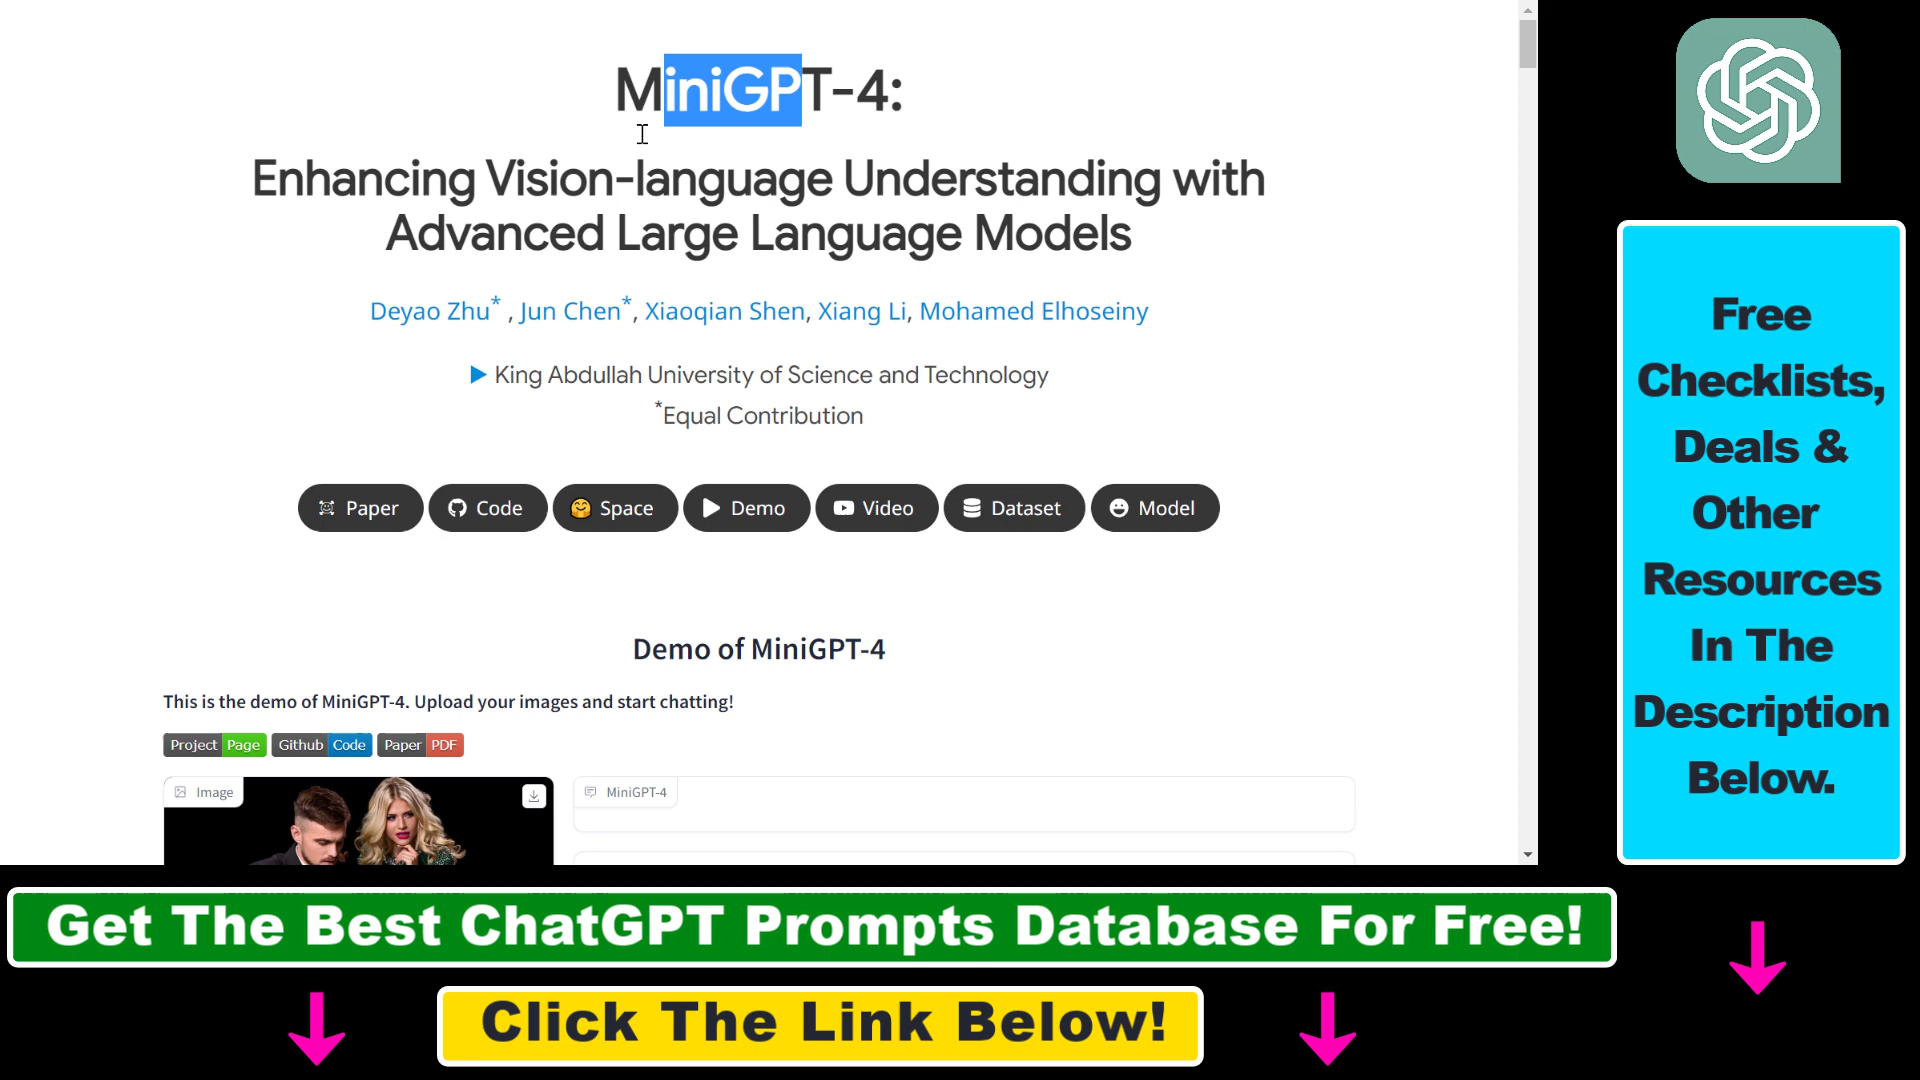 MiniGPT-4:
Enhancing Vision-language Understanding with
Advanced Large Language Models
Deyao Zhu* , Jun Chen*, Xiaoqian Shen, Xiang Li, Mohamed Elhoseiny
King Abdullah University of Science and Technology
*Equal Contribution
Paper Code Space Demo Video Dataset Model
Demo of MiniGPT-4
This is the demo of MiniGPT-4. Upload your images and start chatting!
Project Page Github Code Paper PDF
Image MiniGPT-4
Free
Checklists,
Deals &
Other
Resources
In The
Description
Below.
Get The Best ChatGPT Prompts Database For Free!
Click The Link Below!